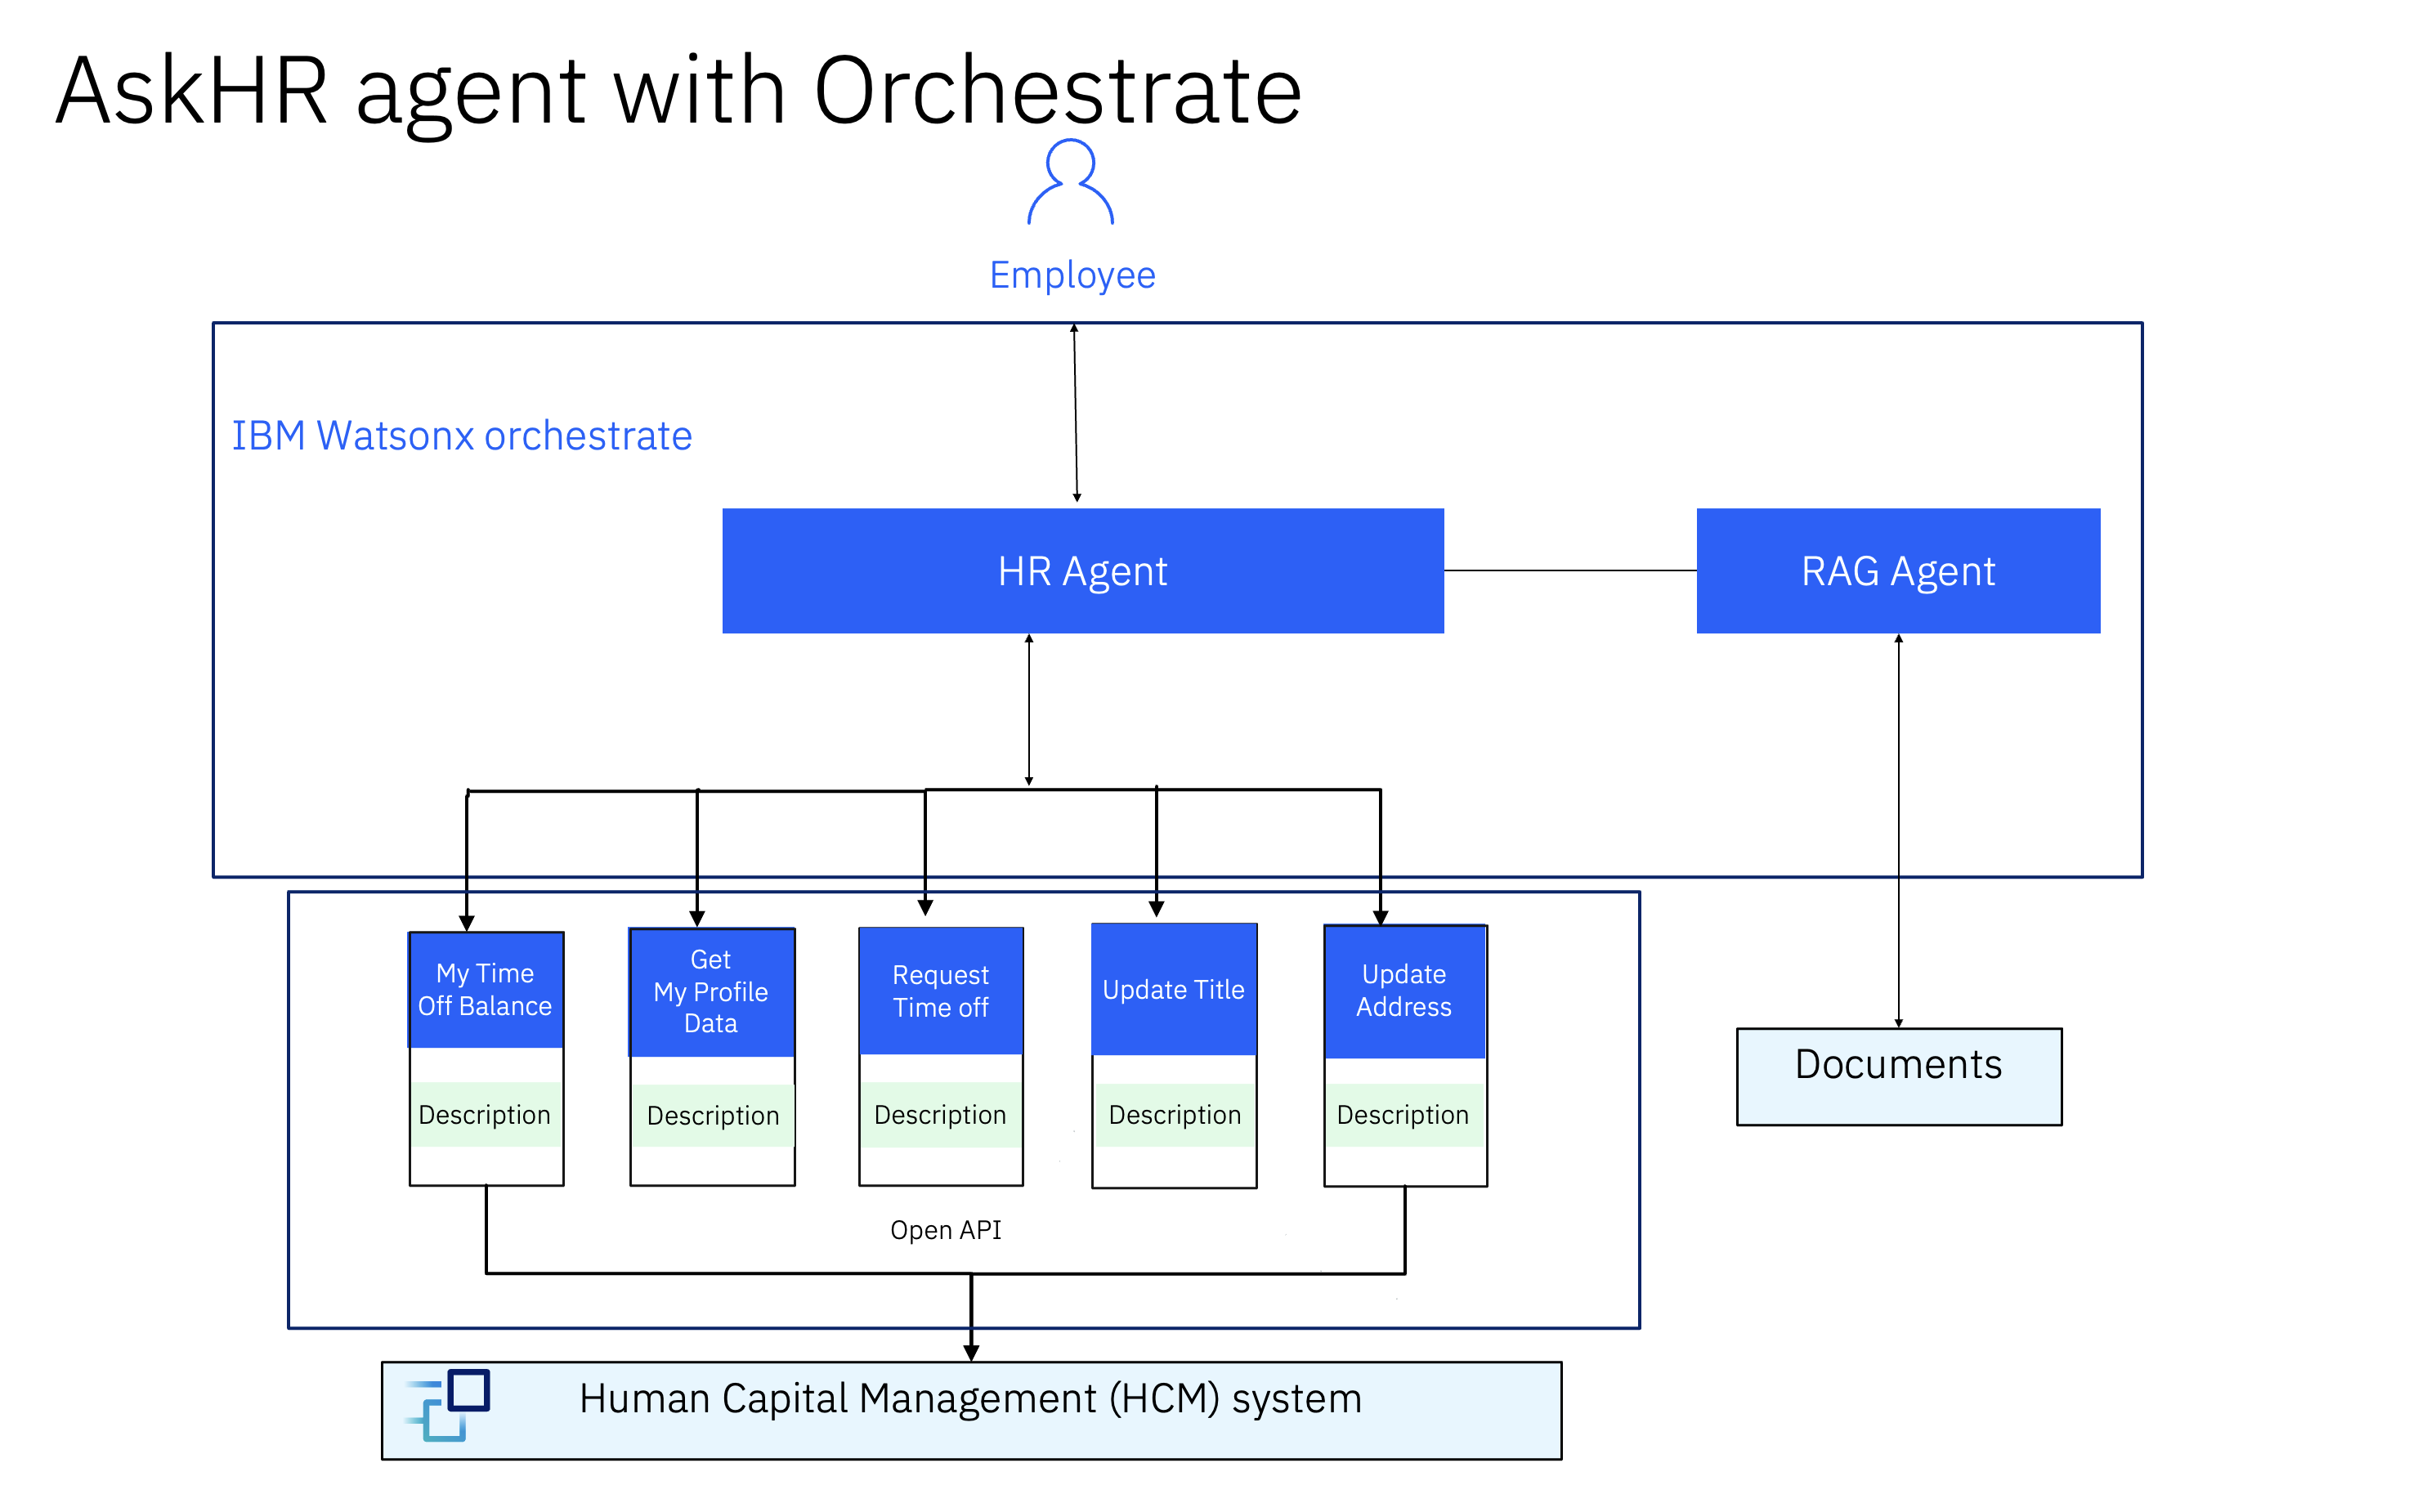 AskHR agent with Orchestrate
Employee
IBM Watsonx orchestrate
HR Agent
RAG Agent
My Time
Off Balance
Get
My Profile
Data
Request
Time off
Update Title
Update
Address
Description
Description
Description
Description
Description
Documents
Open API
Human Capital Management (HCM) system